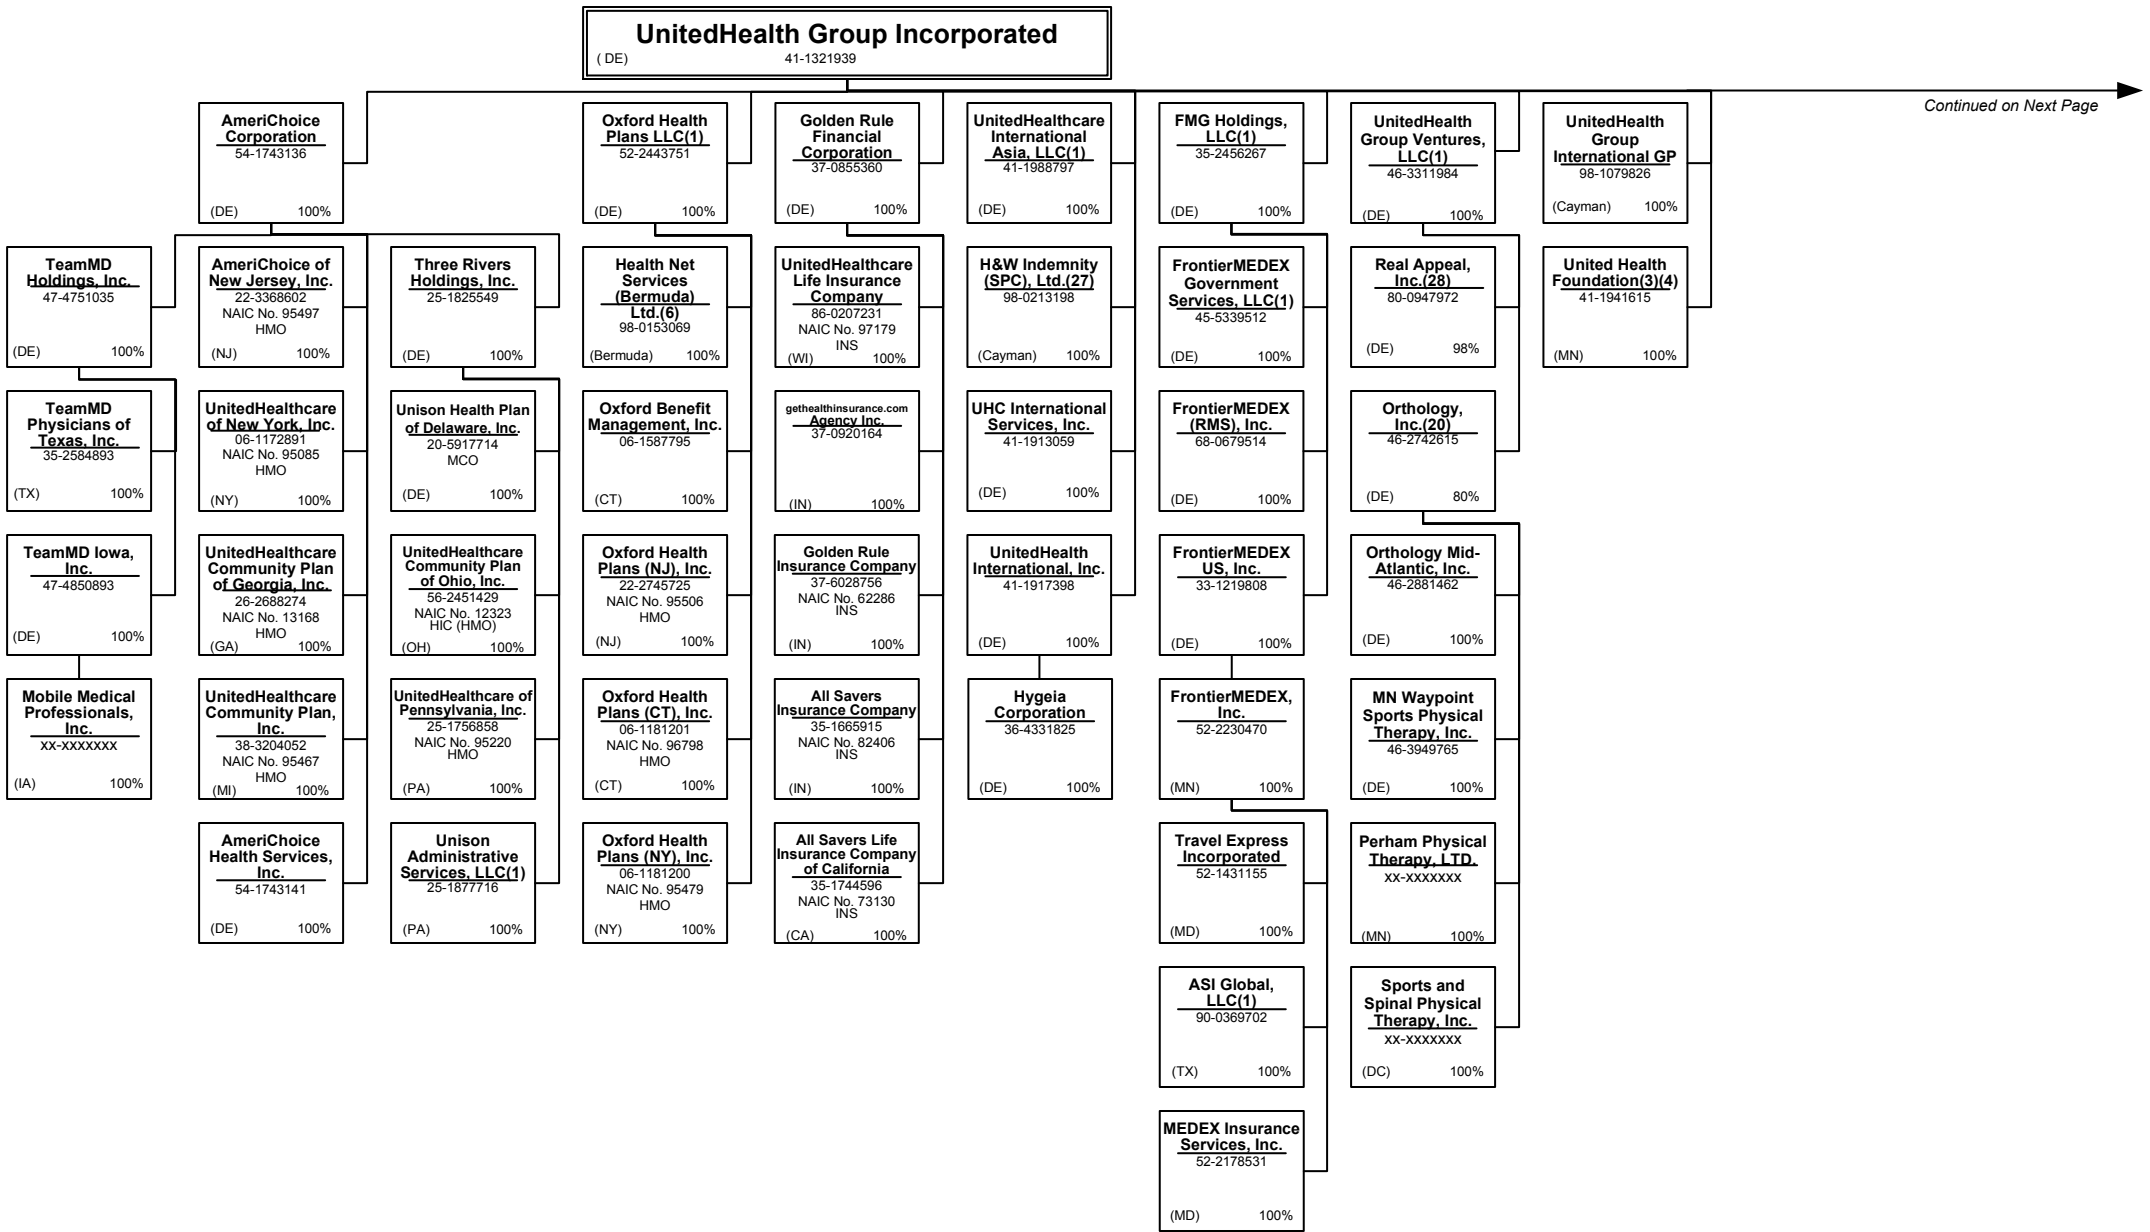 UnitedHealth Group Incorporated
( DE) 41-1321939
Continued on Next Page
AmeriChoice
Corporation
54-1743136
(DE) 100%
Oxford Health
Plans LLC(1)
52-2443751
(DE) 100%
Golden Rule
Financial
Corporation
37-0855360
(DE) 100%
UnitedHealthcare
International
Asia, LLC(1)
41-1988797
(DE) 100%
FMG Holdings,
LLC(1)
35-2456267
(DE) 100%
UnitedHealth
Group Ventures,
LLC(1)
46-3311984
(DE) 100%
UnitedHealth
Group
International GP
98-1079826
(Cayman) 100%
TeamMD
Holdings, Inc.
47-4751035
(DE) 100%
AmeriChoice of
New Jersey, Inc.
22-3368602
NAIC No. 95497
HMO
(NJ) 100%
Three Rivers
Holdings, Inc.
25-1825549
(DE) 100%
Health Net
Services
(Bermuda)
Ltd.(6)
98-0153069
(Bermuda) 100%
UnitedHealthcare
Life Insurance
Company
86-0207231
NAIC No. 97179
INS
(WI) 100%
H&W Indemnity
(SPC), Ltd.(27)
98-0213198
(Cayman) 100%
FrontierMEDEX
Government
Services, LLC(1)
45-5339512
(DE) 100%
Real Appeal,
Inc.(28)
80-0947972
(DE) 98%
United Health
Foundation(3)(4)
41-1941615
(MN) 100%
TeamMD
Physicians of
Texas, Inc.
35-2584893
(TX) 100%
UnitedHealthcare
of New York, Inc.
06-1172891
NAIC No. 95085
HMO
(NY) 100%
Unison Health Plan
of Delaware, Inc.
20-5917714
MCO
(DE) 100%
Oxford Benefit
Management, Inc.
06-1587795
(CT) 100%
gethealthinsurance.com
Agency Inc.
37-0920164
(IN) 100%
UHC International
Services, Inc.
41-1913059
(DE) 100%
FrontierMEDEX
(RMS), Inc.
68-0679514
(DE) 100%
Orthology,
Inc.(20)
46-2742615
(DE) 80%
TeamMD Iowa,
Inc.
47-4850893
(DE) 100%
UnitedHealthcare
Community Plan
of Georgia, Inc.
26-2688274
NAIC No. 13168
HMO
(GA) 100%
UnitedHealthcare
Community Plan
of Ohio, Inc.
56-2451429
NAIC No. 12323
HIC (HMO)
(OH) 100%
Oxford Health
Plans (NJ), Inc.
22-2745725
NAIC No. 95506
HMO
(NJ) 100%
Golden Rule
Insurance Company
37-6028756
NAIC No. 62286
INS
(IN) 100%
UnitedHealth
International, Inc.
41-1917398
(DE) 100%
FrontierMEDEX
US, Inc.
33-1219808
(DE) 100%
Orthology Mid-
Atlantic, Inc.
46-2881462
(DE) 100%
Mobile Medical
Professionals,
Inc.
xx-xxxxxxx
(IA) 100%
UnitedHealthcare
Community Plan,
Inc.
38-3204052
NAIC No. 95467
HMO
(MI) 100%
UnitedHealthcare of
Pennsylvania, Inc.
25-1756858
NAIC No. 95220
HMO
(PA) 100%
Oxford Health
Plans (CT), Inc.
06-1181201
NAIC No. 96798
HMO
(CT) 100%
All Savers
Insurance Company
35-1665915
NAIC No. 82406
INS
(IN) 100%
Hygeia
Corporation
36-4331825
(DE) 100%
FrontierMEDEX,
Inc.
52-2230470
(MN) 100%
MN Waypoint
Sports Physical
Therapy, Inc.
46-3949765
(DE) 100%
AmeriChoice
Health Services,
Inc.
54-1743141
(DE) 100%
Unison
Administrative
Services, LLC(1)
25-1877716
(PA) 100%
Oxford Health
Plans (NY), Inc.
06-1181200
NAIC No. 95479
HMO
(NY) 100%
All Savers Life
Insurance Company
of California
35-1744596
NAIC No. 73130
INS
(CA) 100%
Travel Express
Incorporated
52-1431155
(MD) 100%
Perham Physical
Therapy, LTD.
xx-xxxxxxx
(MN) 100%
ASI Global,
LLC(1)
90-0369702
(TX) 100%
Sports and
Spinal Physical
Therapy, Inc.
xx-xxxxxxx
(DC) 100%
MEDEX Insurance
Services, Inc.
52-2178531
(MD) 100%